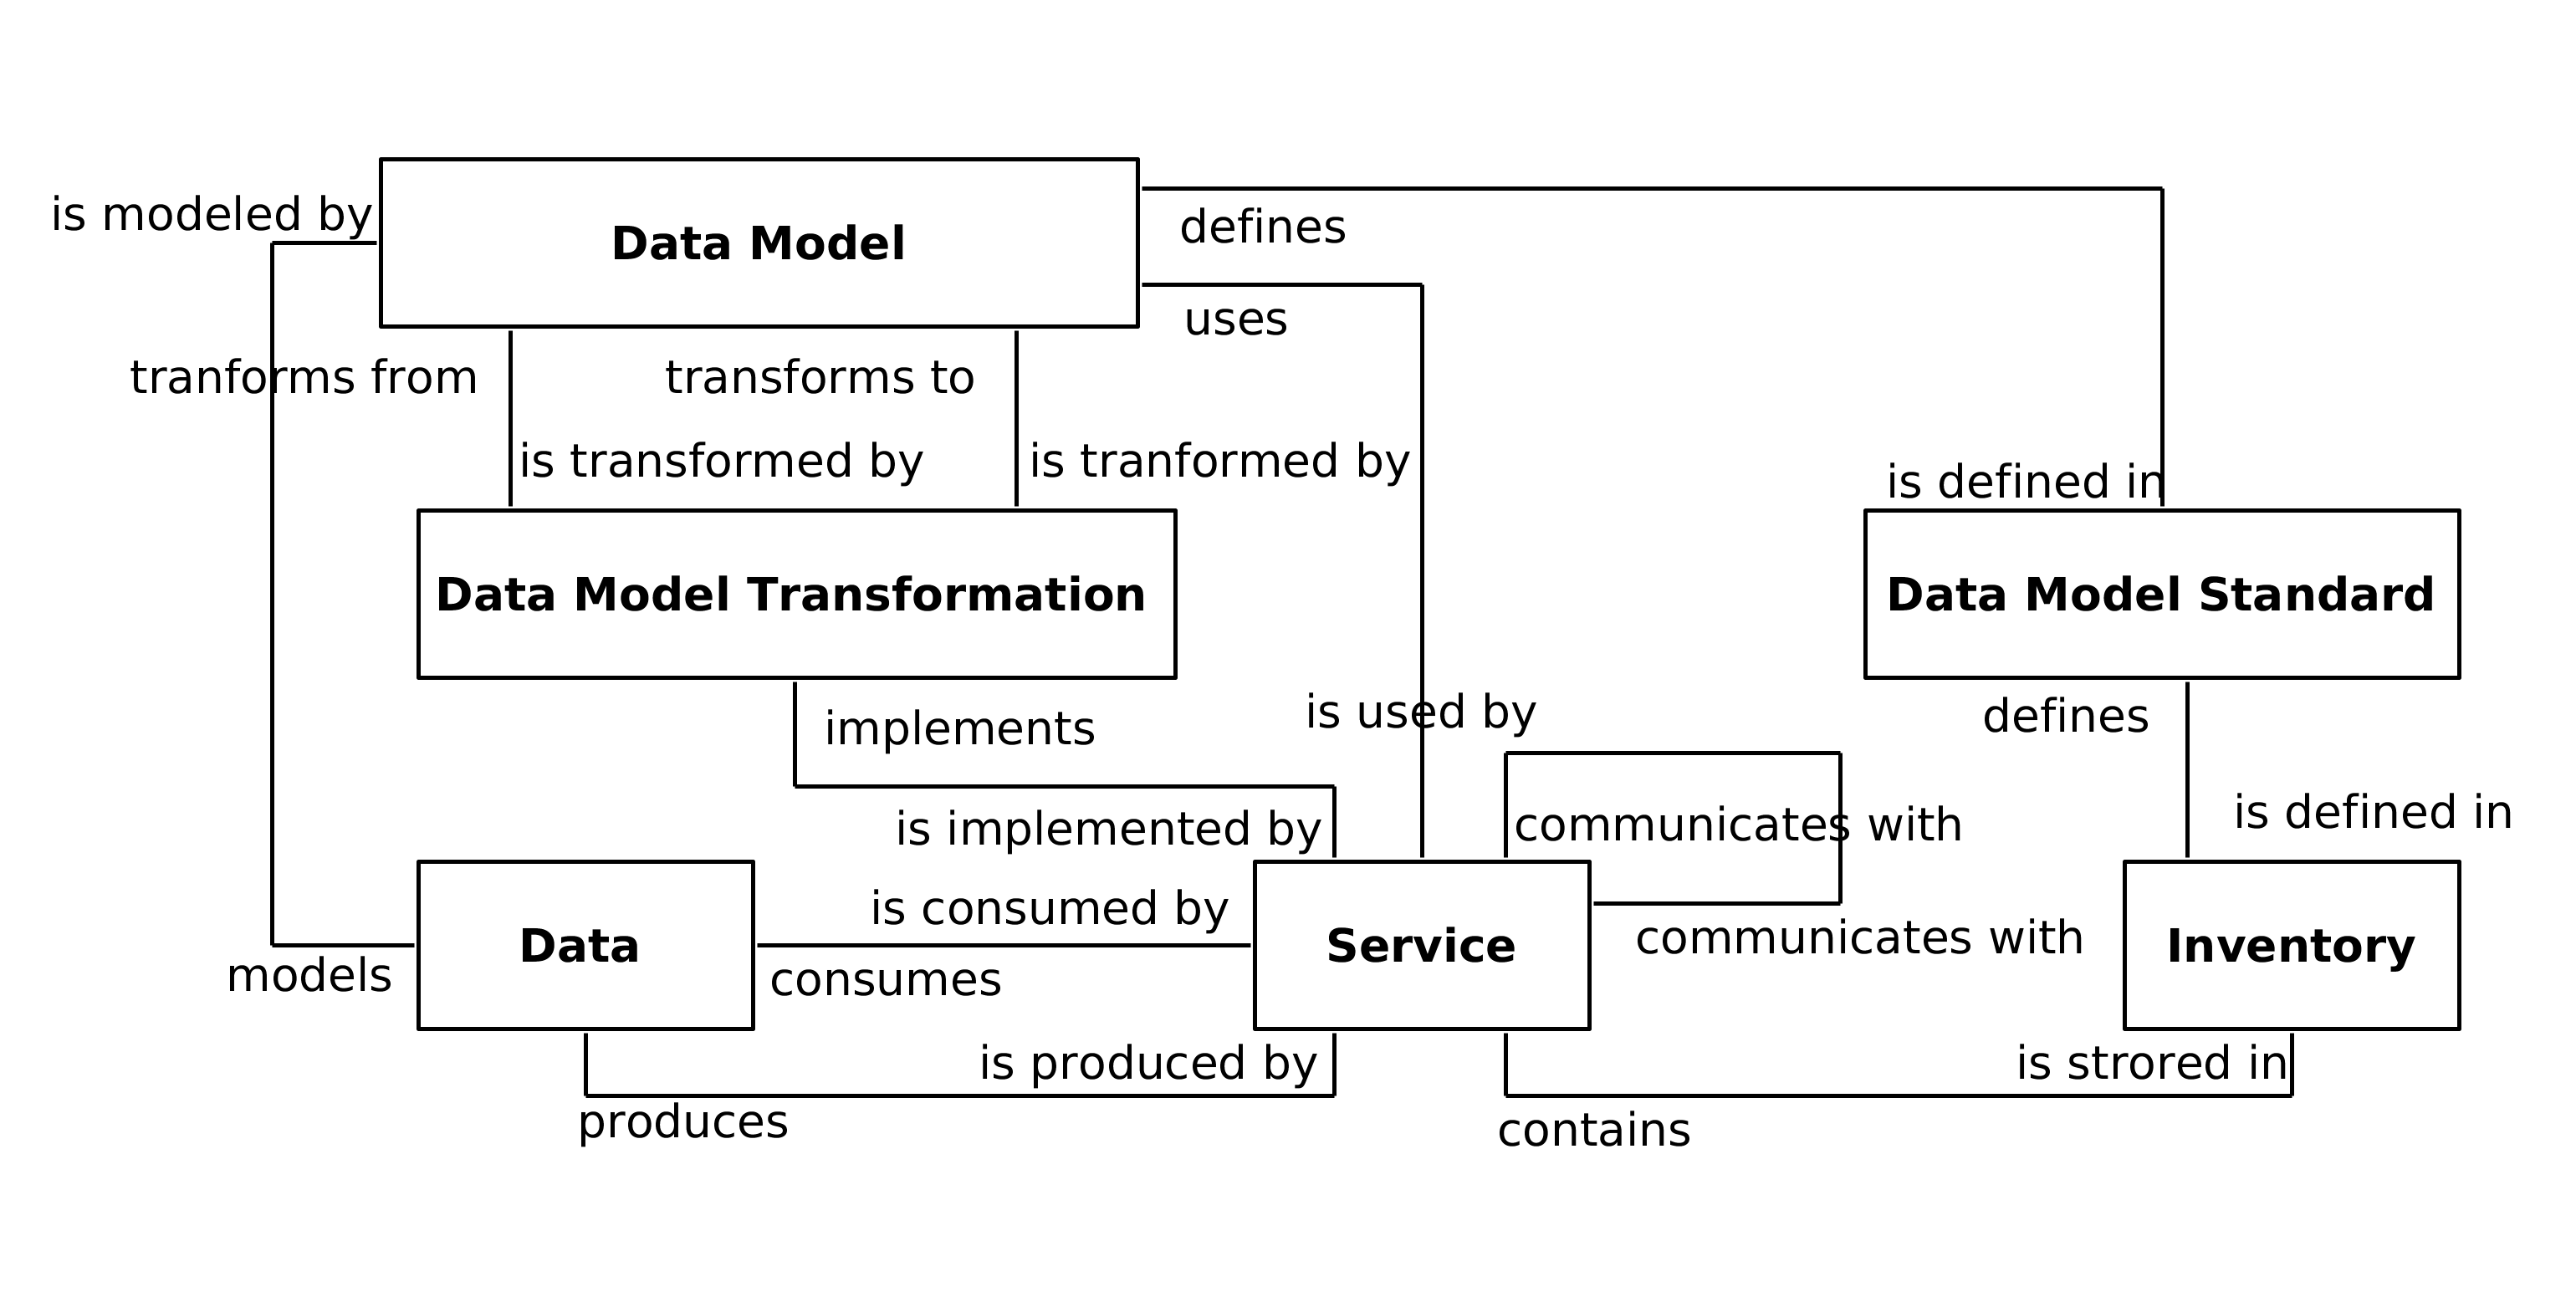 is modeled by
Data Model
defines
uses
tranforms from
transforms to
is transformed by
is tranformed by
is defined in
Data Model Transformation
Data Model Standard
implements
is used by
defines
is implemented by
communicates with
is defined in
is consumed by
Data
Service
communicates with
Inventory
models
consumes
is produced by
is strored in
produces
contains